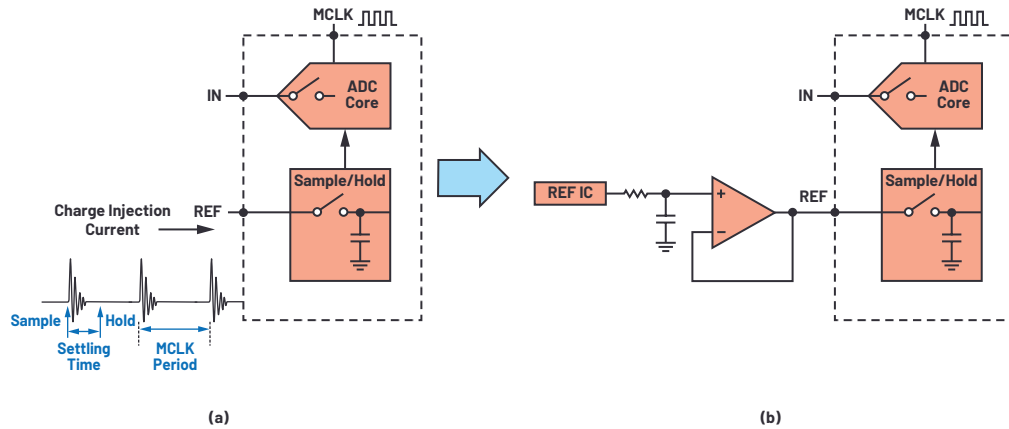 MCLK
IN
ADC
Core
Sample/Hold
Charge Injection
Current
REF
Sample
Hold
Settling
Time
MCLK
Period
(a)
MCLK
IN
ADC
Core
Sample/Hold
REF IC
+
−
REF
(b)